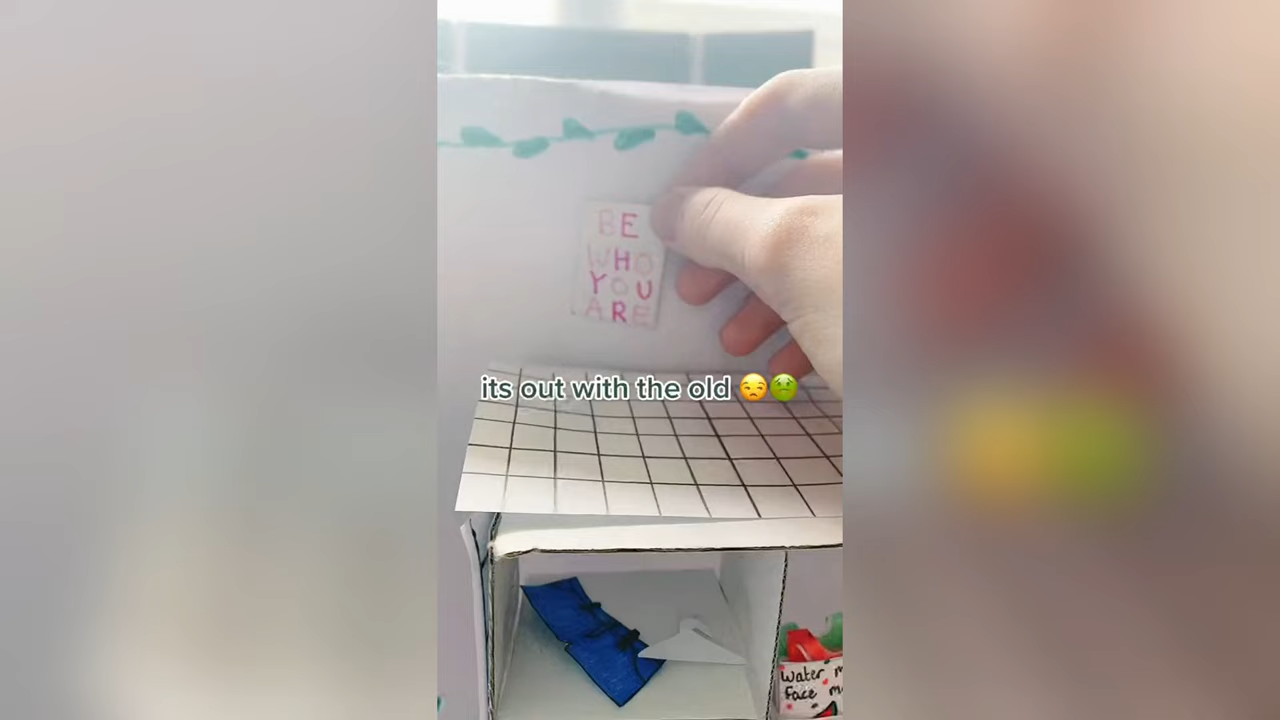 BE
WHO
YOU
ARE
its out with the old 😒🤢
water m
face m